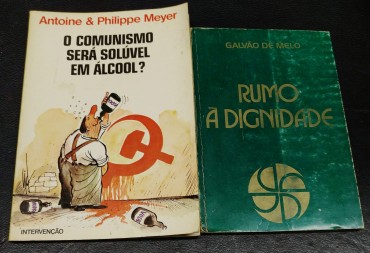 Antoine & Philippe Meyer
O COMUNISMO
SERÁ SOLÚVEL
EM ÁLCOOL?
INTERVENÇÃO
GALVÃO DE MELO
RUMO
À DIGNIDADE